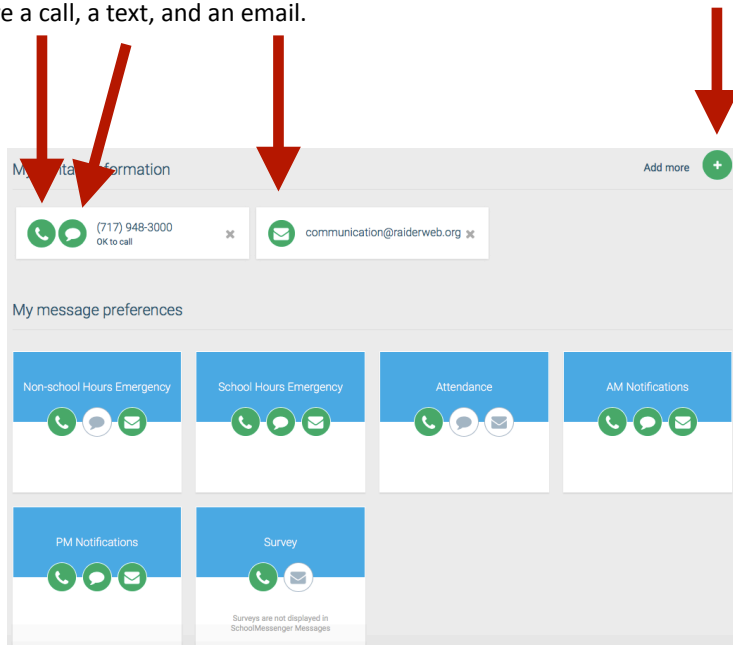 e a call, a text, and an email.
My formation
Add more
(717) 948-3000
OK to call
communication@raiderweb.org
My message preferences
Non-school Hours Emergency
School Hours Emergency
Attendance
AM Notifications
PM Notifications
Survey
Surveys are not displayed in
SchoolMessenger Messages